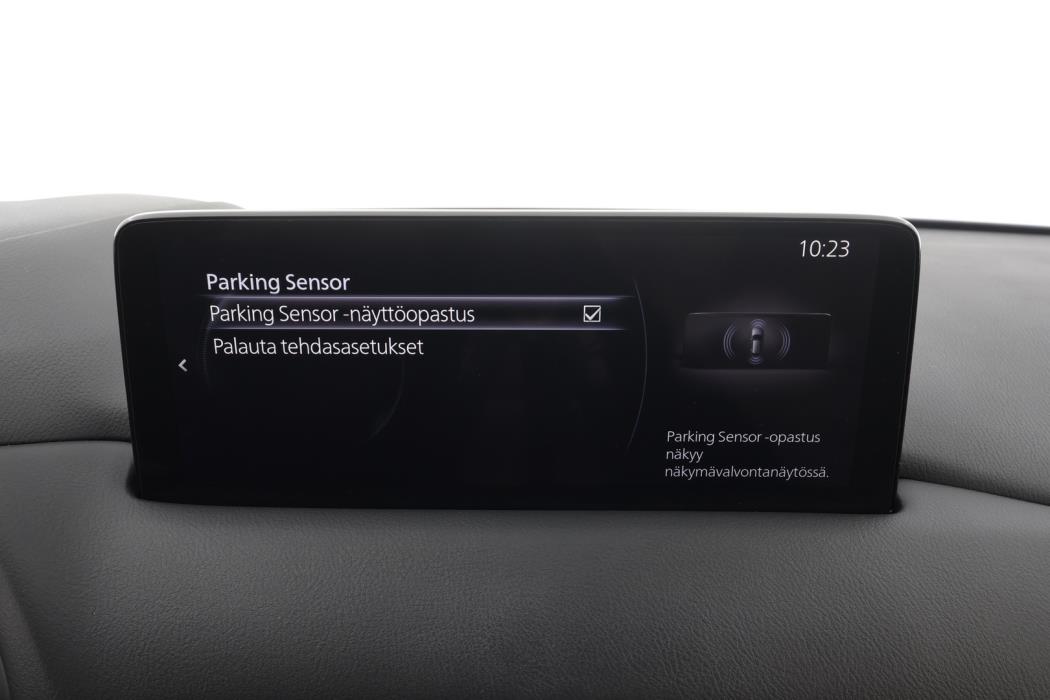 10:23
Parking Sensor
Parking Sensor -näyttöopastus
Palauta tehdasasetukset
Parking Sensor -opastus
näkyy
näkymävalvontanäytössä.